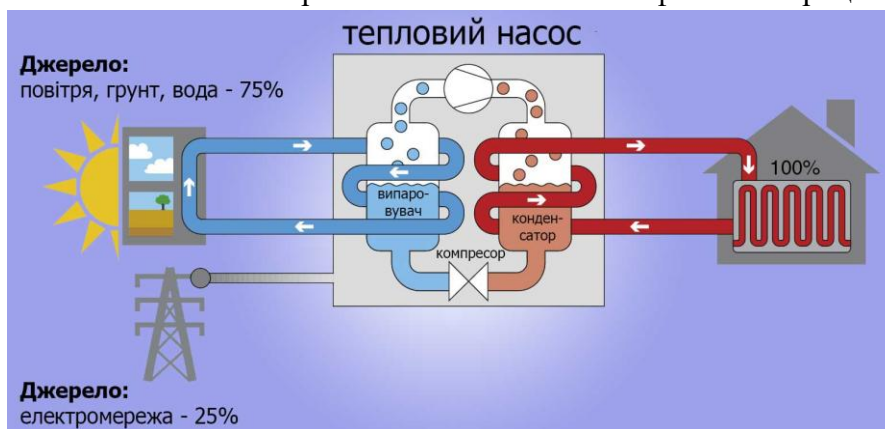 тепловий насос
Джерело:
повітря, грунт, вода - 75%
100%
випаро-
вувач
конден-
сатор
компресор
Джерело:
електромережа - 25%